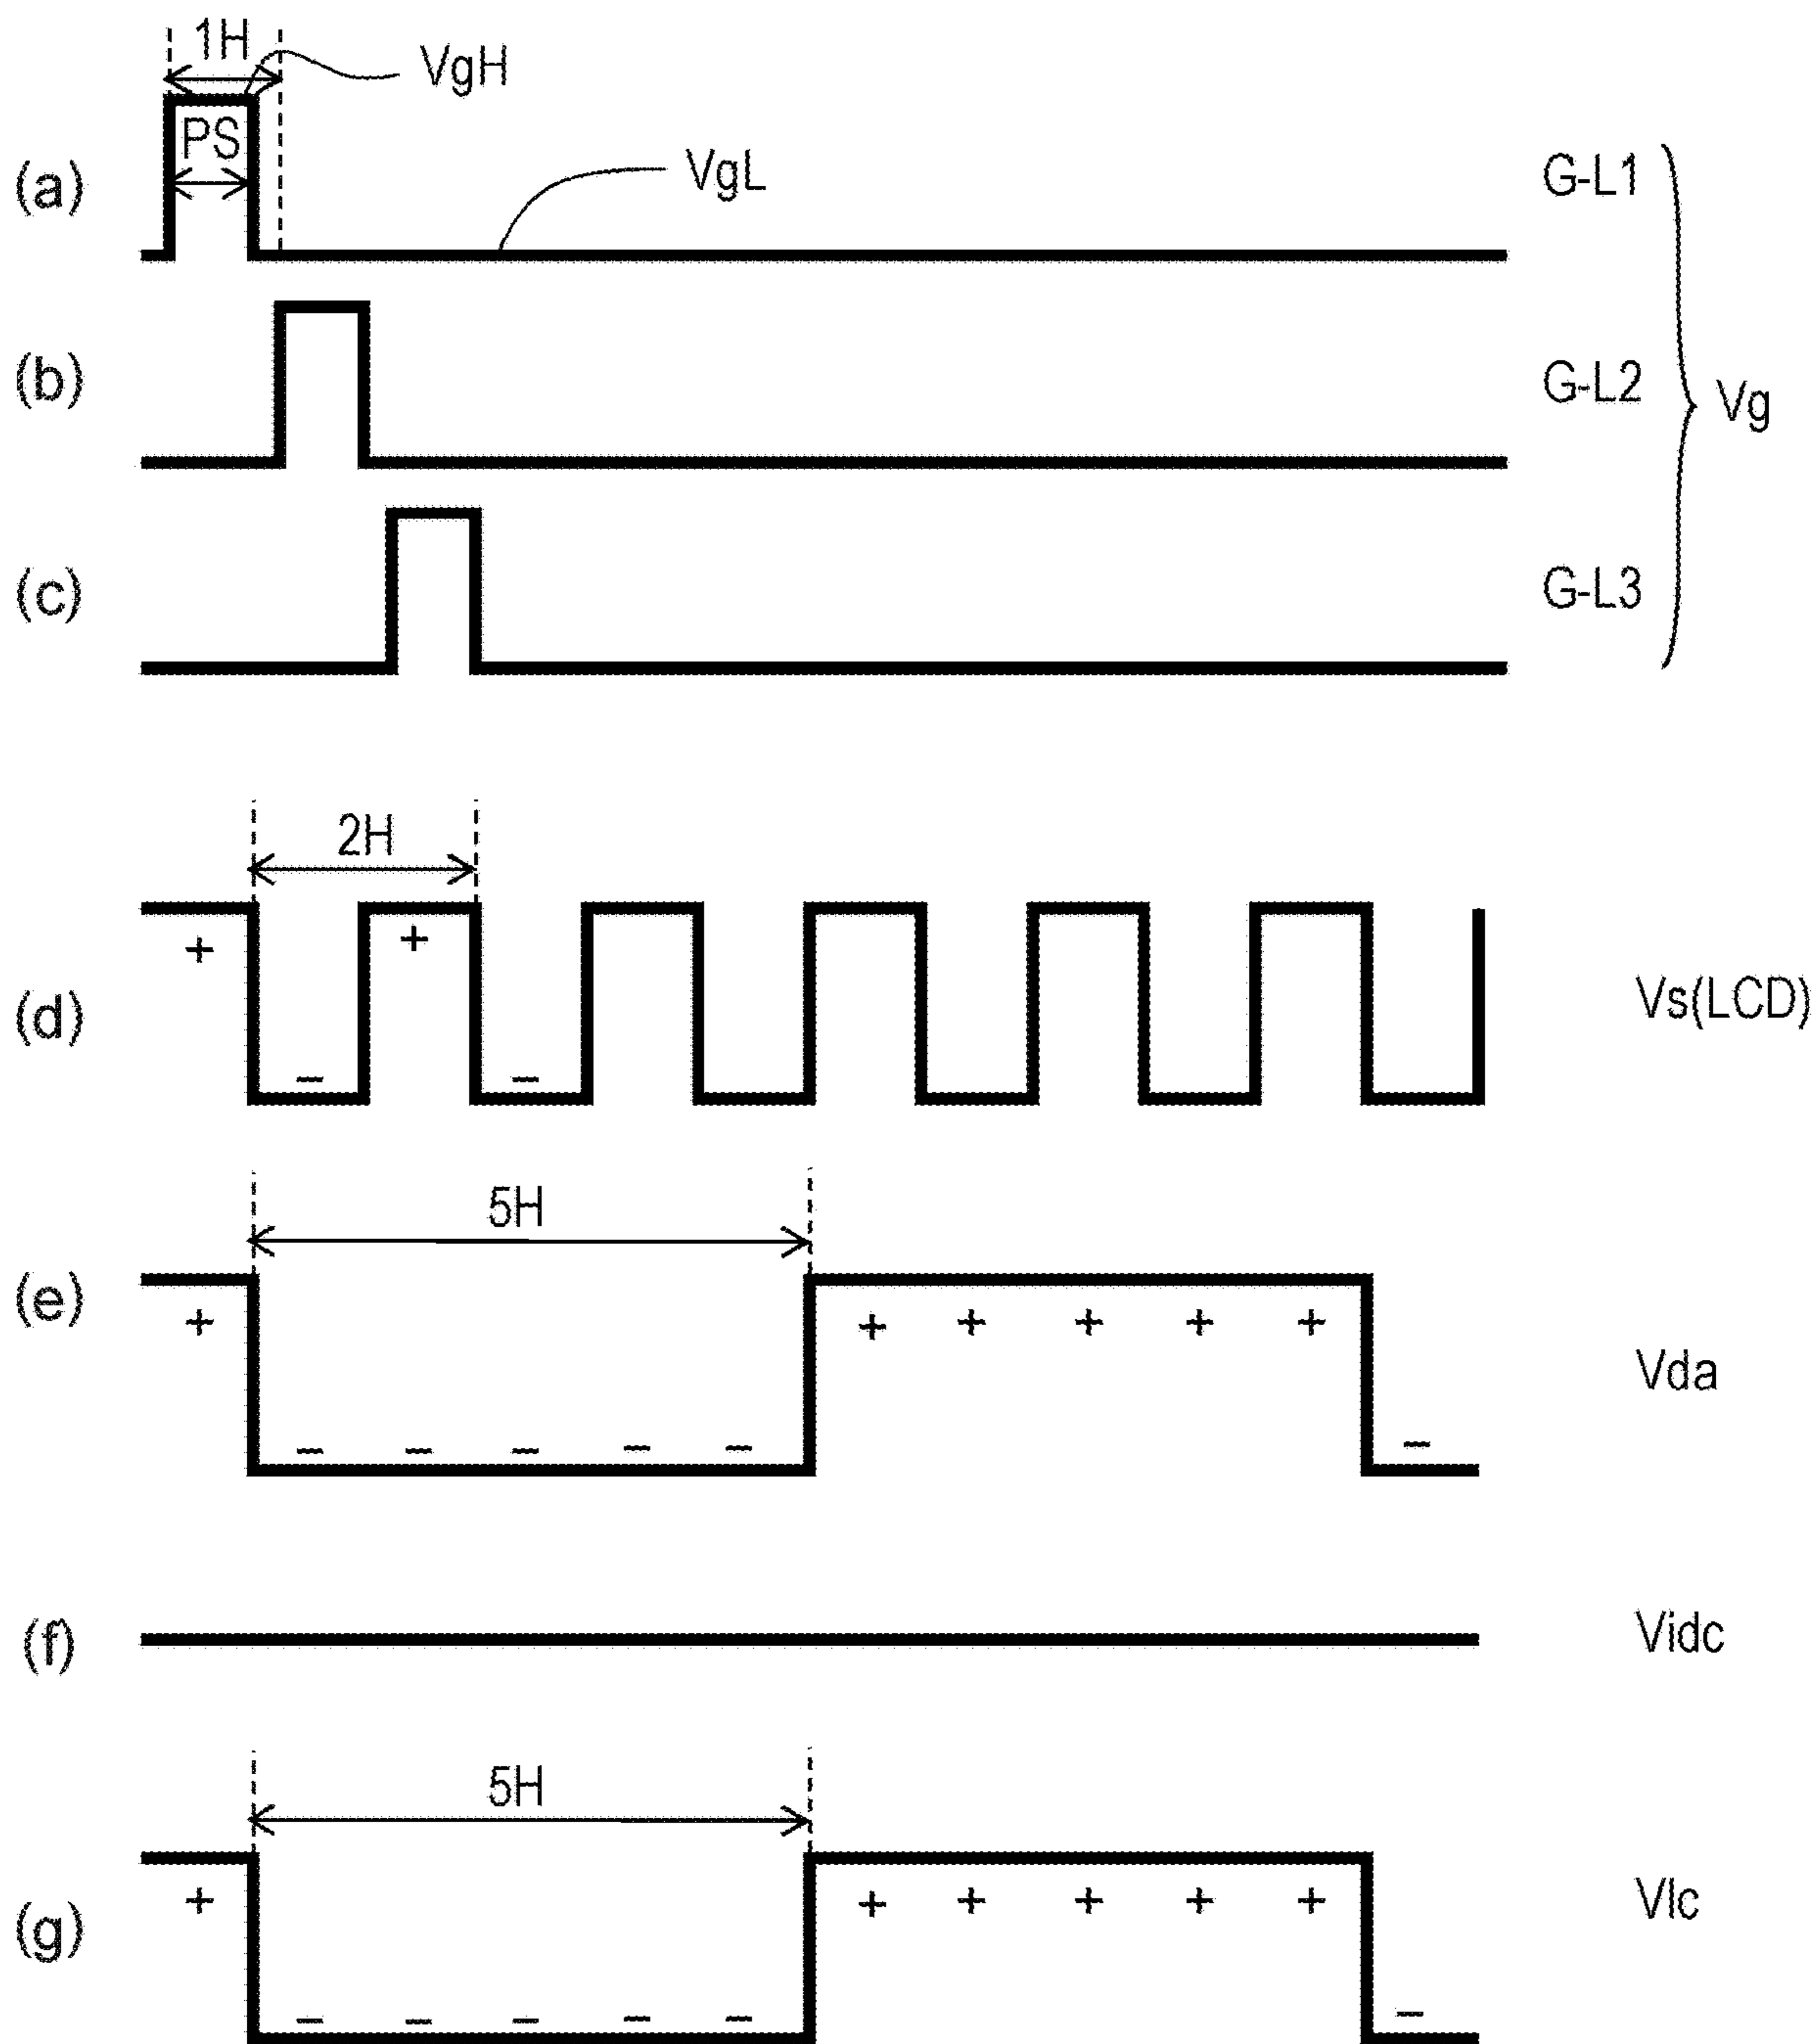 1H
VgH
(a)
PS
VgL
G-L1
(b)
G-L2
Vg
(c)
G-L3
2H
+
+
(d)
Vs(LCD)
− −
5H
(e)
+ + + + + +
Vda
− − − − − −
(f)
Vidc
5H
+ + + + + +
Vlc
(g)
− − − − − −